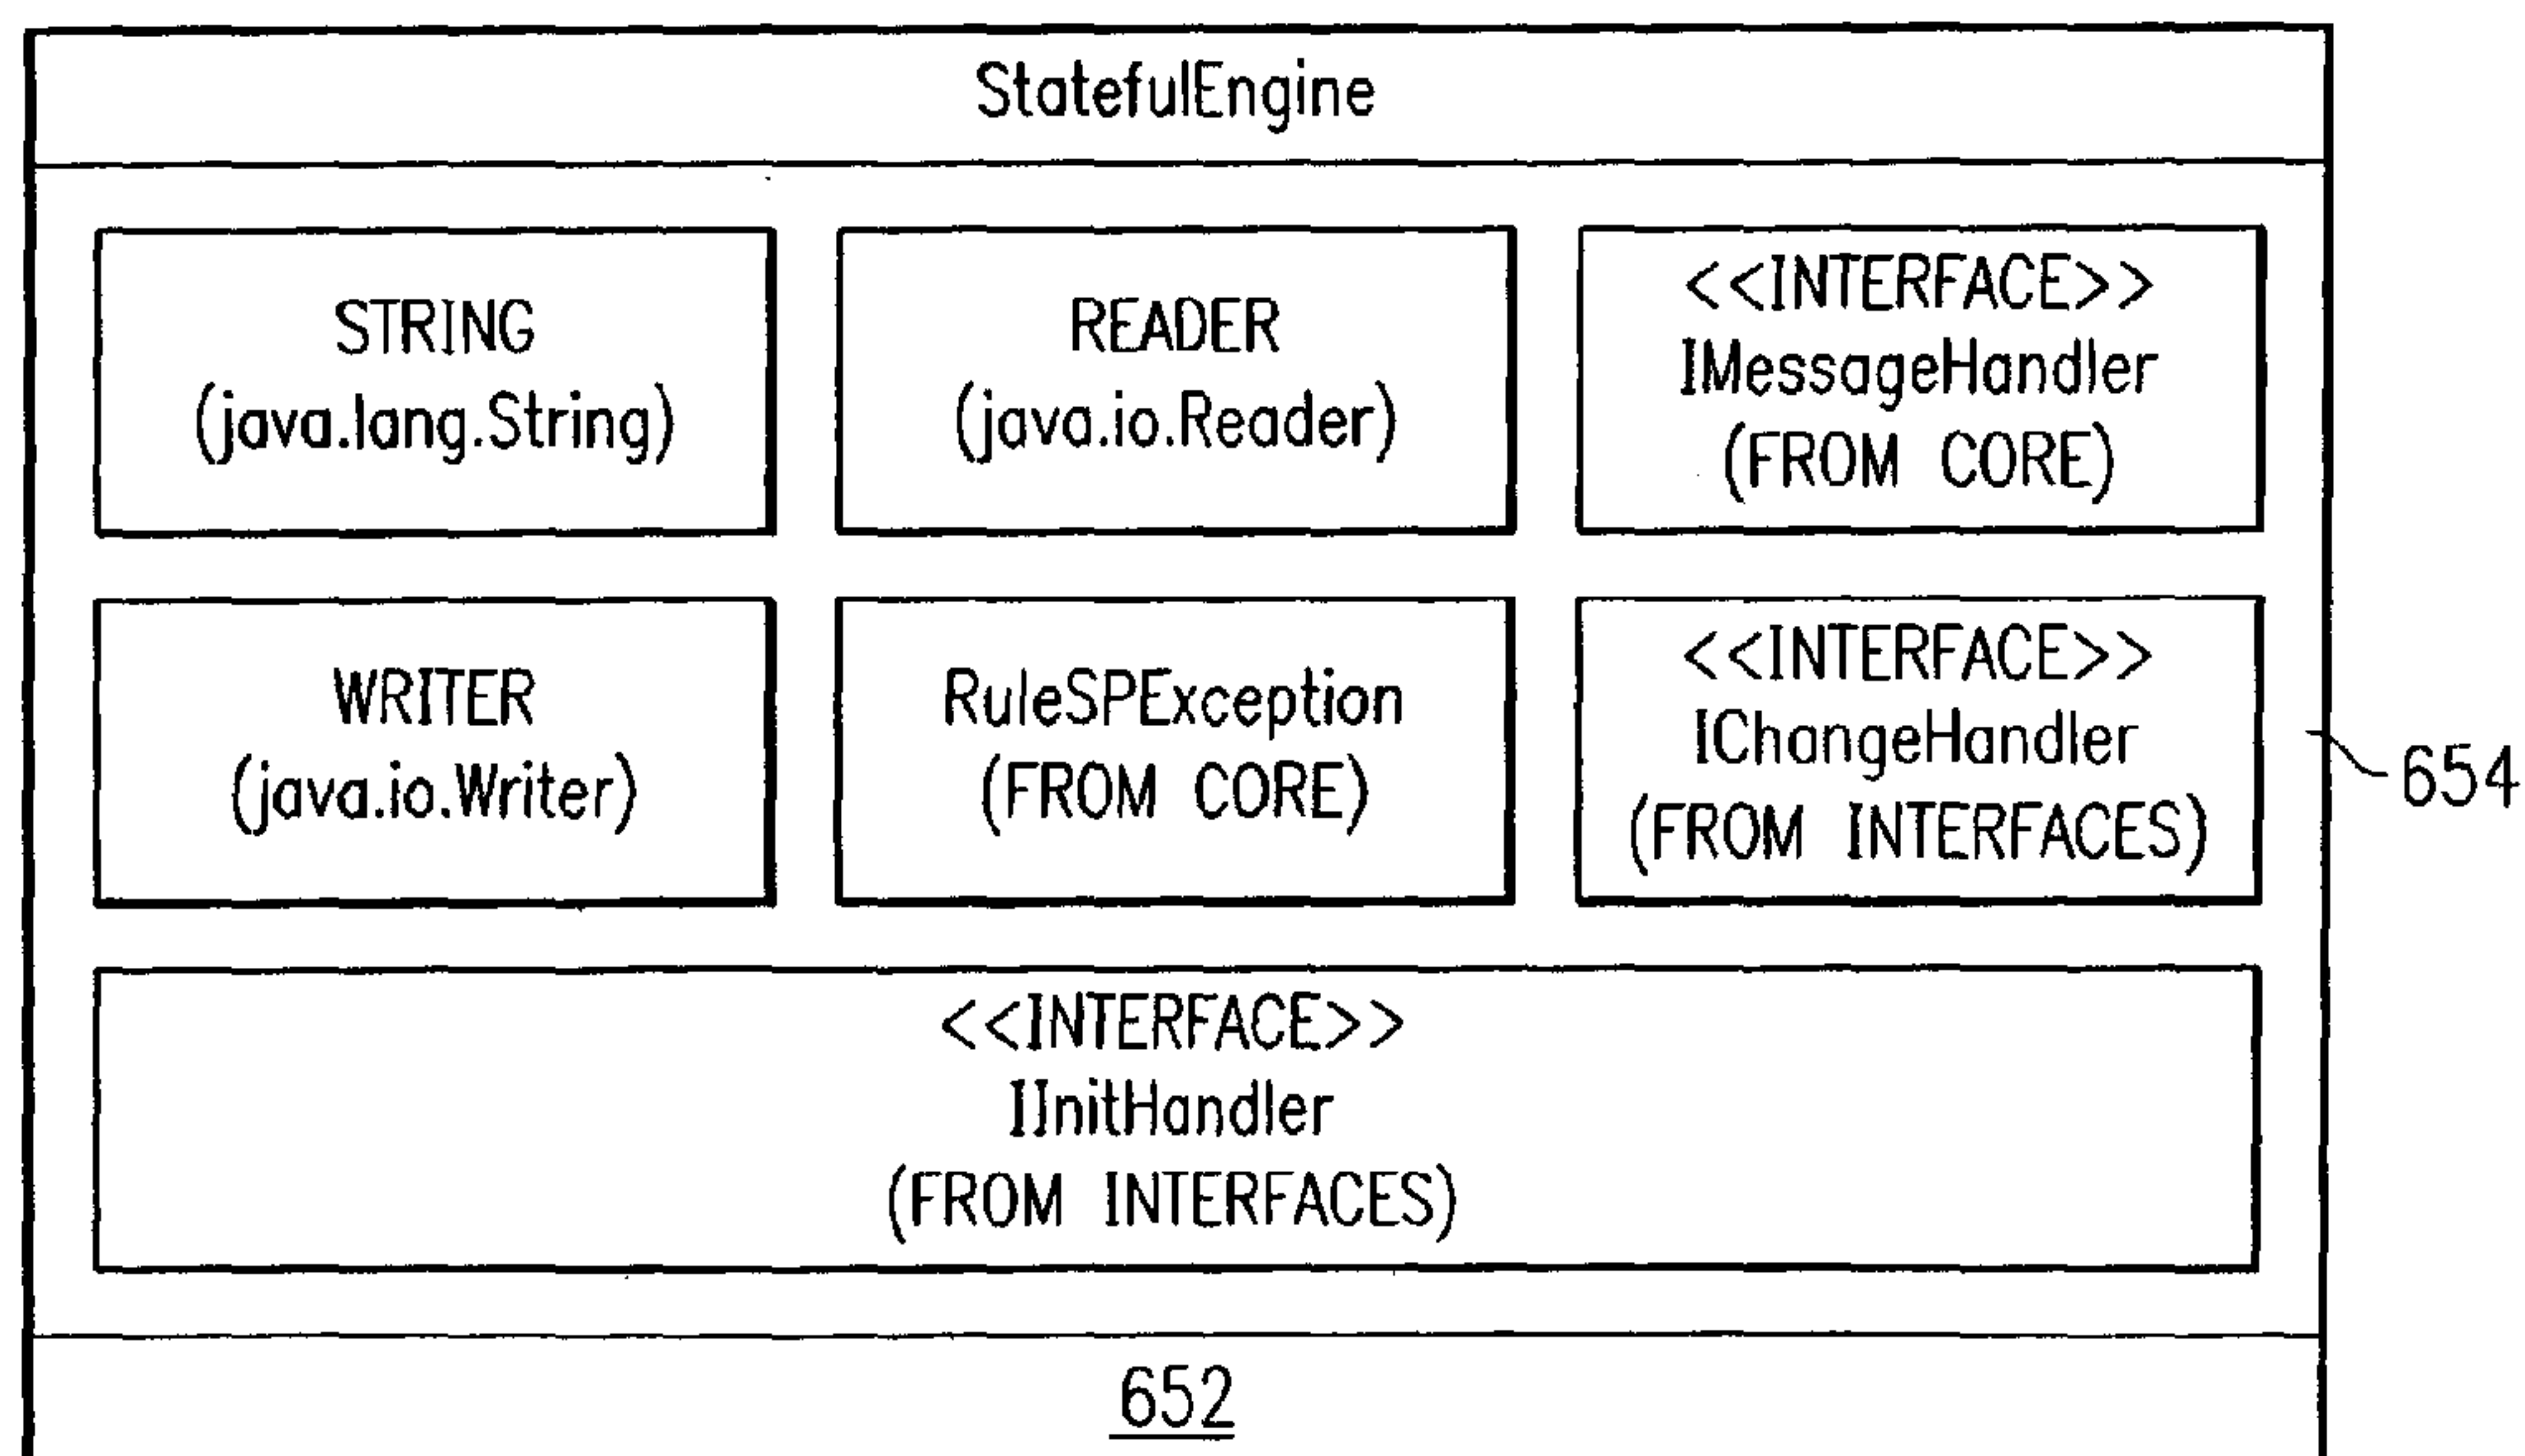 StatefulEngine
STRING
(java.lang.String)
READER
(java.io.Reader)
<<INTERFACE>>
IMessageHandler
(FROM CORE)
WRITER
(java.io.Writer)
RuleSPException
(FROM CORE)
<<INTERFACE>>
IChangeHandler
(FROM INTERFACES)
654
<<INTERFACE>>
IInitHandler
(FROM INTERFACES)
652